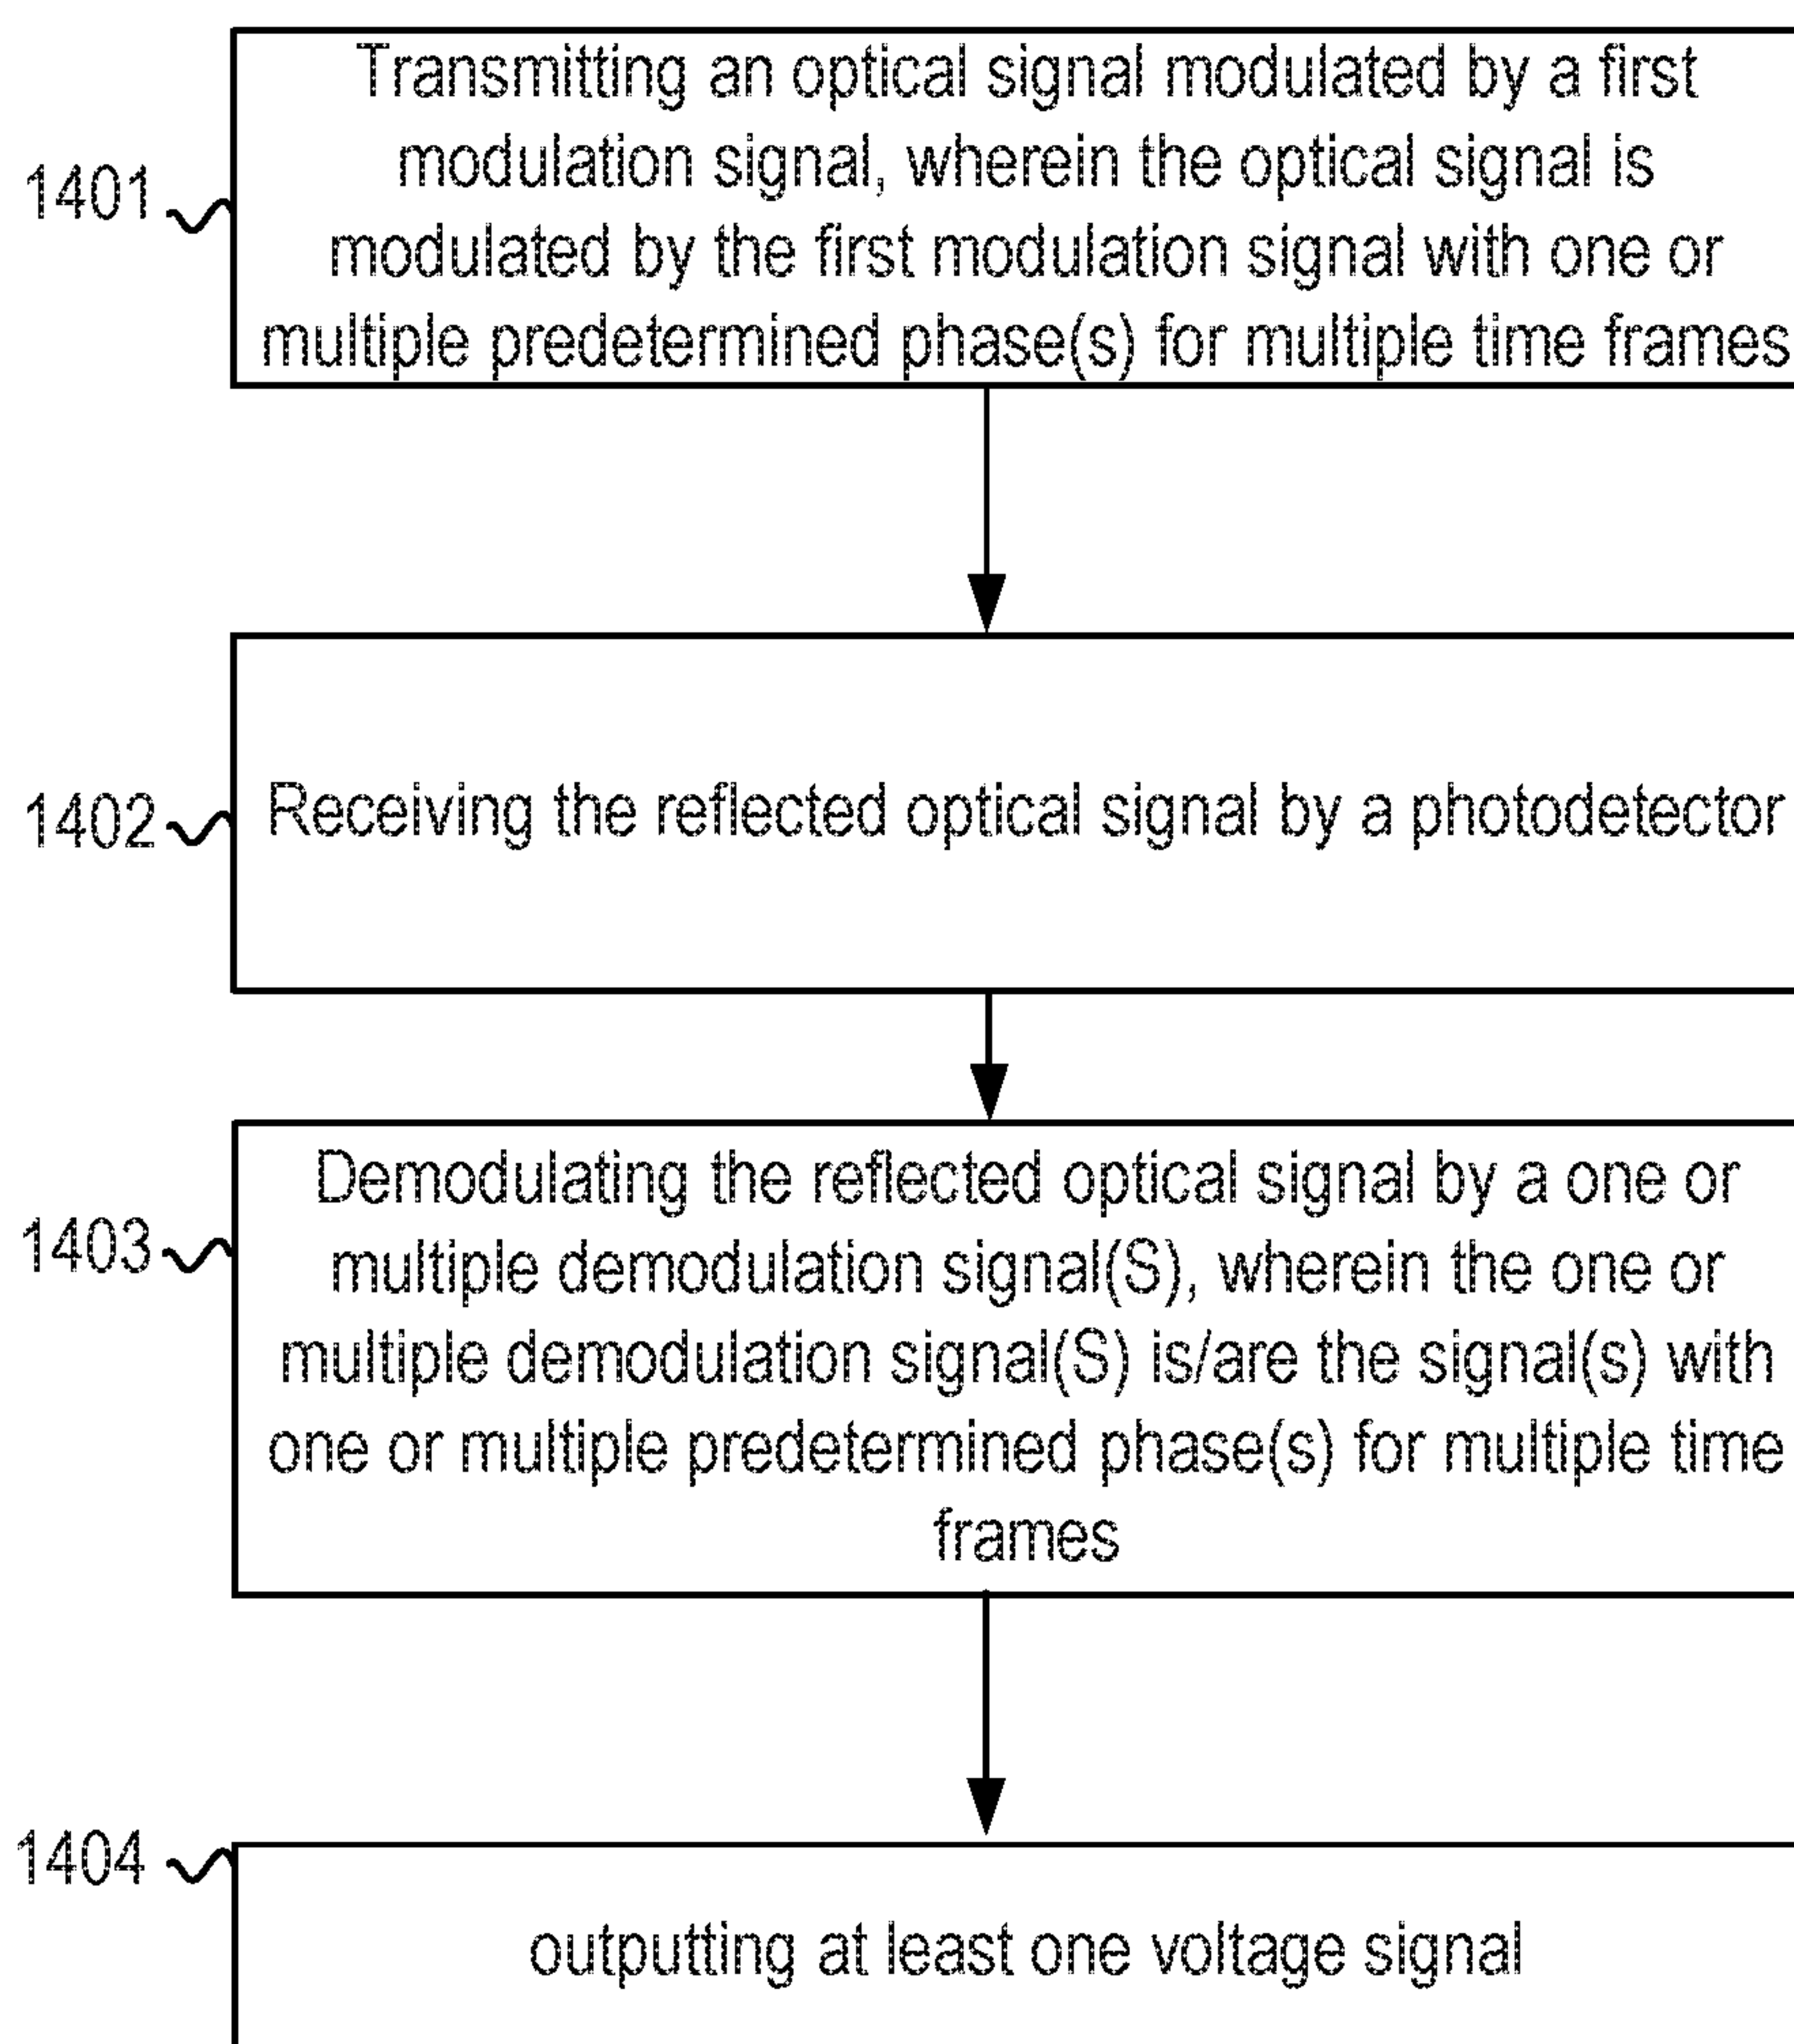 Transmitting an optical signal modulated by a first
modulation signal, wherein the optical signal is
1401
modulated by the first modulation signal with one or
multiple predetermined phase(s) for multiple time frames
1402
Receiving the reflected optical signal by a photodetector
Demodulating the reflected optical signal by a one or
1403
multiple demodulation signal(S), wherein the one or
multiple demodulation signal(S) is/are the signal(s) with
one or multiple predetermined phase(s) for multiple time
frames
1404
outputting at least one voltage signal